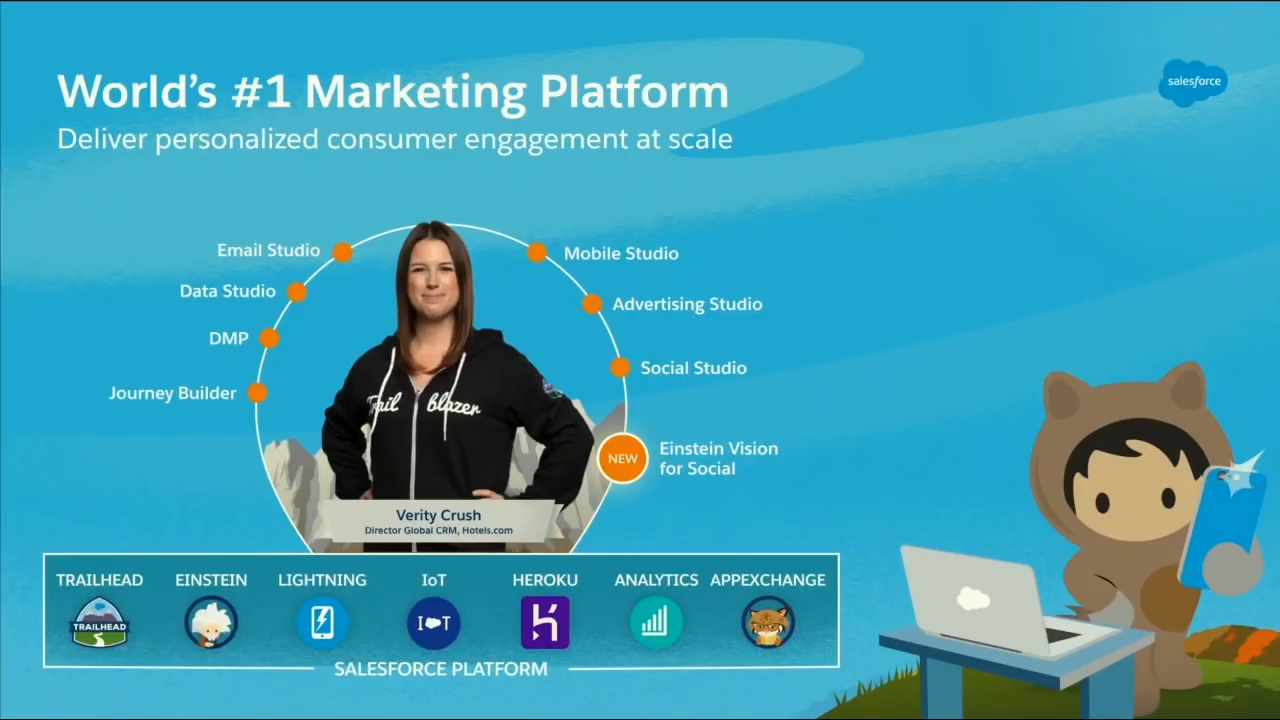 World's #1 Marketing Platform
Deliver personalized consumer engagement at scale
salesforce
Email Studio
Data Studio
DMP
Journey Builder
Mobile Studio
Advertising Studio
Social Studio
NEW
Einstein Vision
for Social
Trail blazer
Verity Crush
Director Global CRM, Hotels.com
TRAILHEAD
EINSTEIN
LIGHTNING
IoT
HEROKU
ANALYTICS
APPEXCHANGE
TRAILHEAD
I T
SALESFORCE PLATFORM